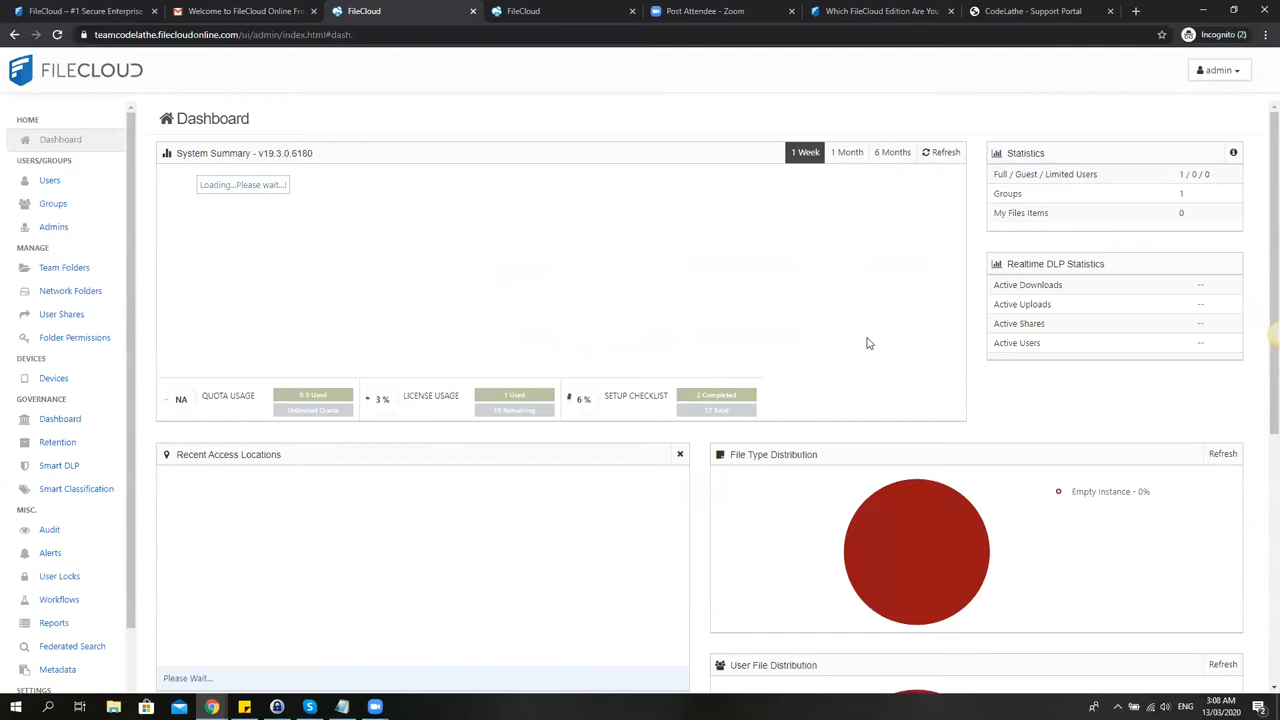 FileCloud – #1 Secure Enterprise
Welcome to FileCloud Online Fre
FileCloud
FileCloud
Post Attendee - Zoom
Which FileCloud Edition Are You
CodeLathe - Support Portal
teamcodelathe.filecloudonline.com/ui/admin/index.html#dash.
Incognito (2)
FILECLOUD
admin
HOME
Dashboard
USERS/GROUPS
Users
Groups
Admins
MANAGE
Team Folders
Network Folders
User Shares
Folder Permissions
DEVICES
Devices
GOVERNANCE
Dashboard
Retention
Smart DLP
Smart Classification
MISC.
Audit
Alerts
User Locks
Workflows
Reports
Federated Search
Metadata
SETTINGS
Dashboard
System Summary - v19.3.0.6180
1 Week
1 Month
6 Months
Refresh
Loading...Please wait...!
NA
QUOTA USAGE
0 B Used
Unlimited Quota
3 %
LICENSE USAGE
1 Used
19 Remaining
6 %
SETUP CHECKLIST
2 Completed
17 Total
Statistics
Full / Guest / Limited Users 1 / 0 / 0
Groups 1
My Files Items 0
Realtime DLP Statistics
Active Downloads --
Active Uploads --
Active Shares --
Active Users --
Recent Access Locations
Please Wait...
File Type Distribution
Refresh
Empty instance - 0%
User File Distribution
Refresh
ENG
3:08 AM
13/03/2020
2